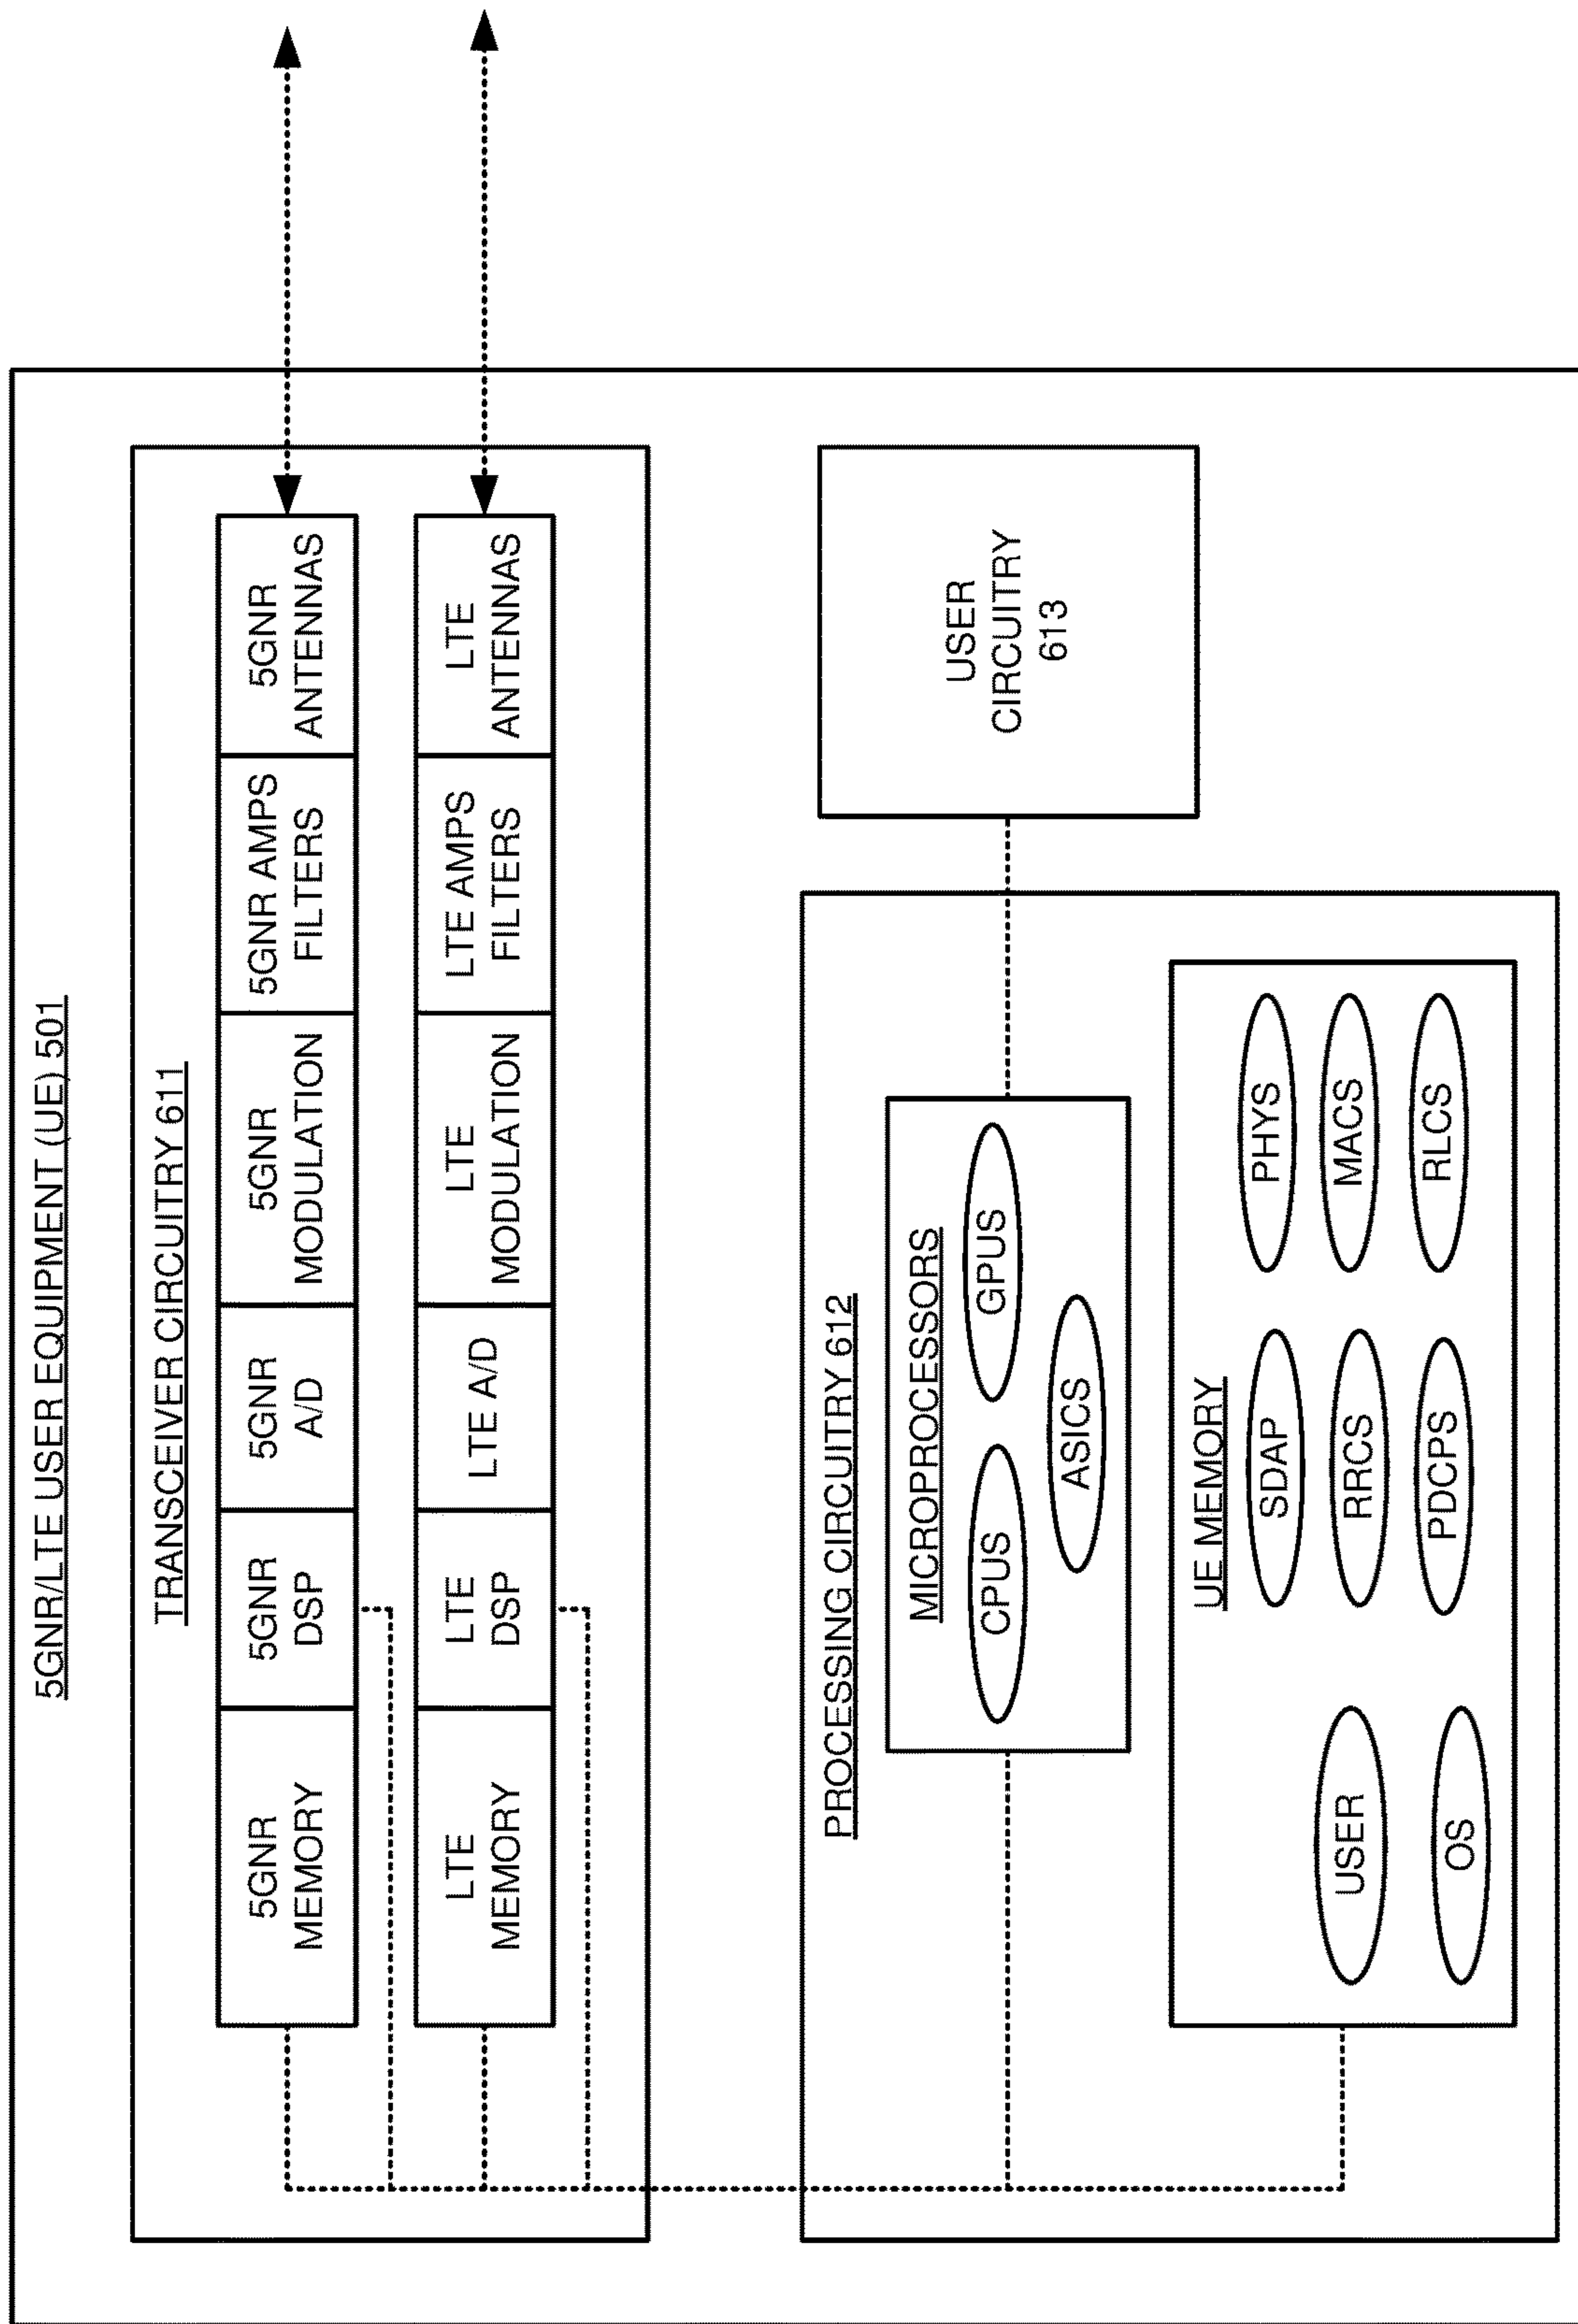 5GNR/LTE USER EQUIPMENT (UE) 501
TRANSCEIVER CIRCUITRY 611
5GNR
MEMORY
5GNR
DSP
5GNR
A/D
5GNR
MODULATION
5GNR AMPS
FILTERS
5GNR
ANTENNAS
LTE
MEMORY
LTE
DSP
LTE A/D
LTE
MODULATION
LTE AMPS
FILTERS
LTE
ANTENNAS
PROCESSING CIRCUITRY 612
MICROPROCESSORS
CPUS
GPUS
ASICS
USER
CIRCUITRY
613
UE MEMORY
USER
OS
SDAP
RRCS
PDCPS
PHYS
MACS
RLCS